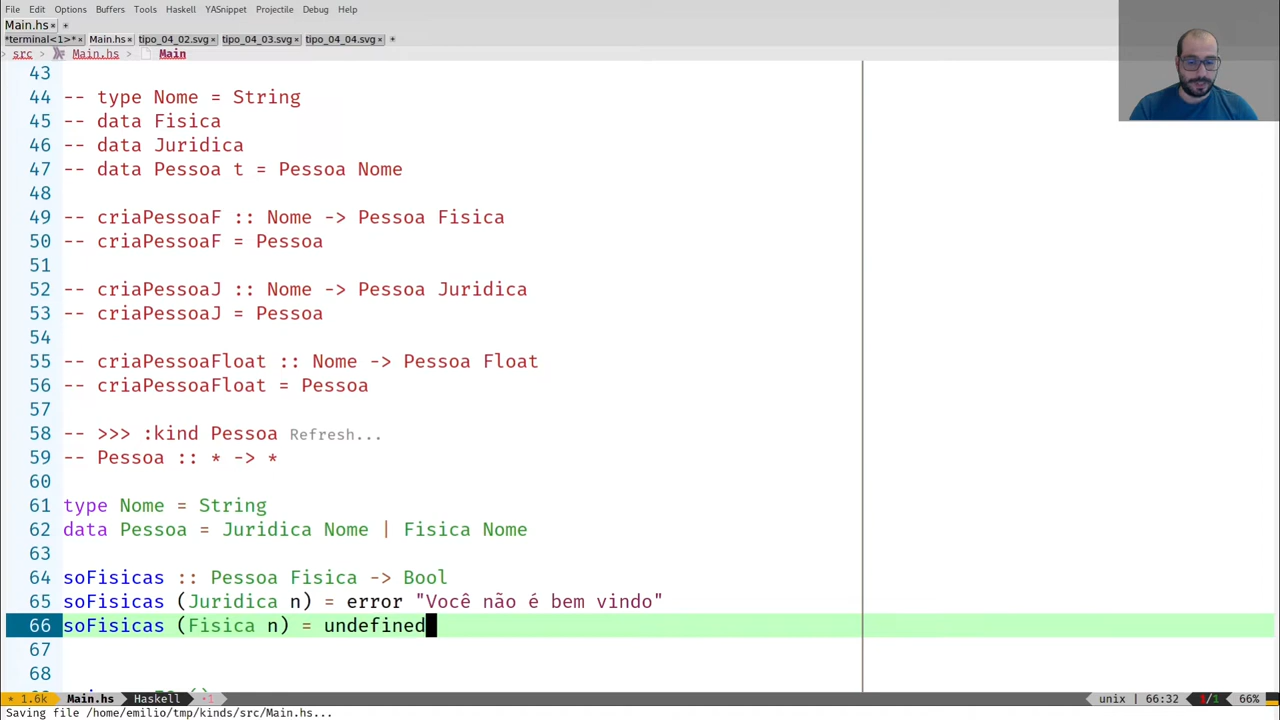 File Edit Options Buffers Tools Haskell YASnippet Projectile Debug Help
Main.hs ×
*terminal<1>* × Main.hs × tipo_04_02.svg × tipo_04_03.svg × tipo_04_04.svg ×
src > Main.hs > Main
43
44 -- type Nome = String
45 -- data Fisica
46 -- data Juridica
47 -- data Pessoa t = Pessoa Nome
48
49 -- criaPessoaF :: Nome -> Pessoa Fisica
50 -- criaPessoaF = Pessoa
51
52 -- criaPessoaJ :: Nome -> Pessoa Juridica
53 -- criaPessoaJ = Pessoa
54
55 -- criaPessoaFloat :: Nome -> Pessoa Float
56 -- criaPessoaFloat = Pessoa
57
58 -- >>> :kind Pessoa Refresh...
59 -- Pessoa :: * -> *
60
61 type Nome = String
62 data Pessoa = Juridica Nome | Fisica Nome
63
64 soFisicas :: Pessoa Fisica -> Bool
65 soFisicas (Juridica n) = error "Você não é bem vindo"
66 soFisicas (Fisica n) = undefined
67
68
* 1.6k Main.hs Haskell •1 unix | 66:32 /1 66%
Saving file /home/emilio/tmp/kinds/src/Main.hs...